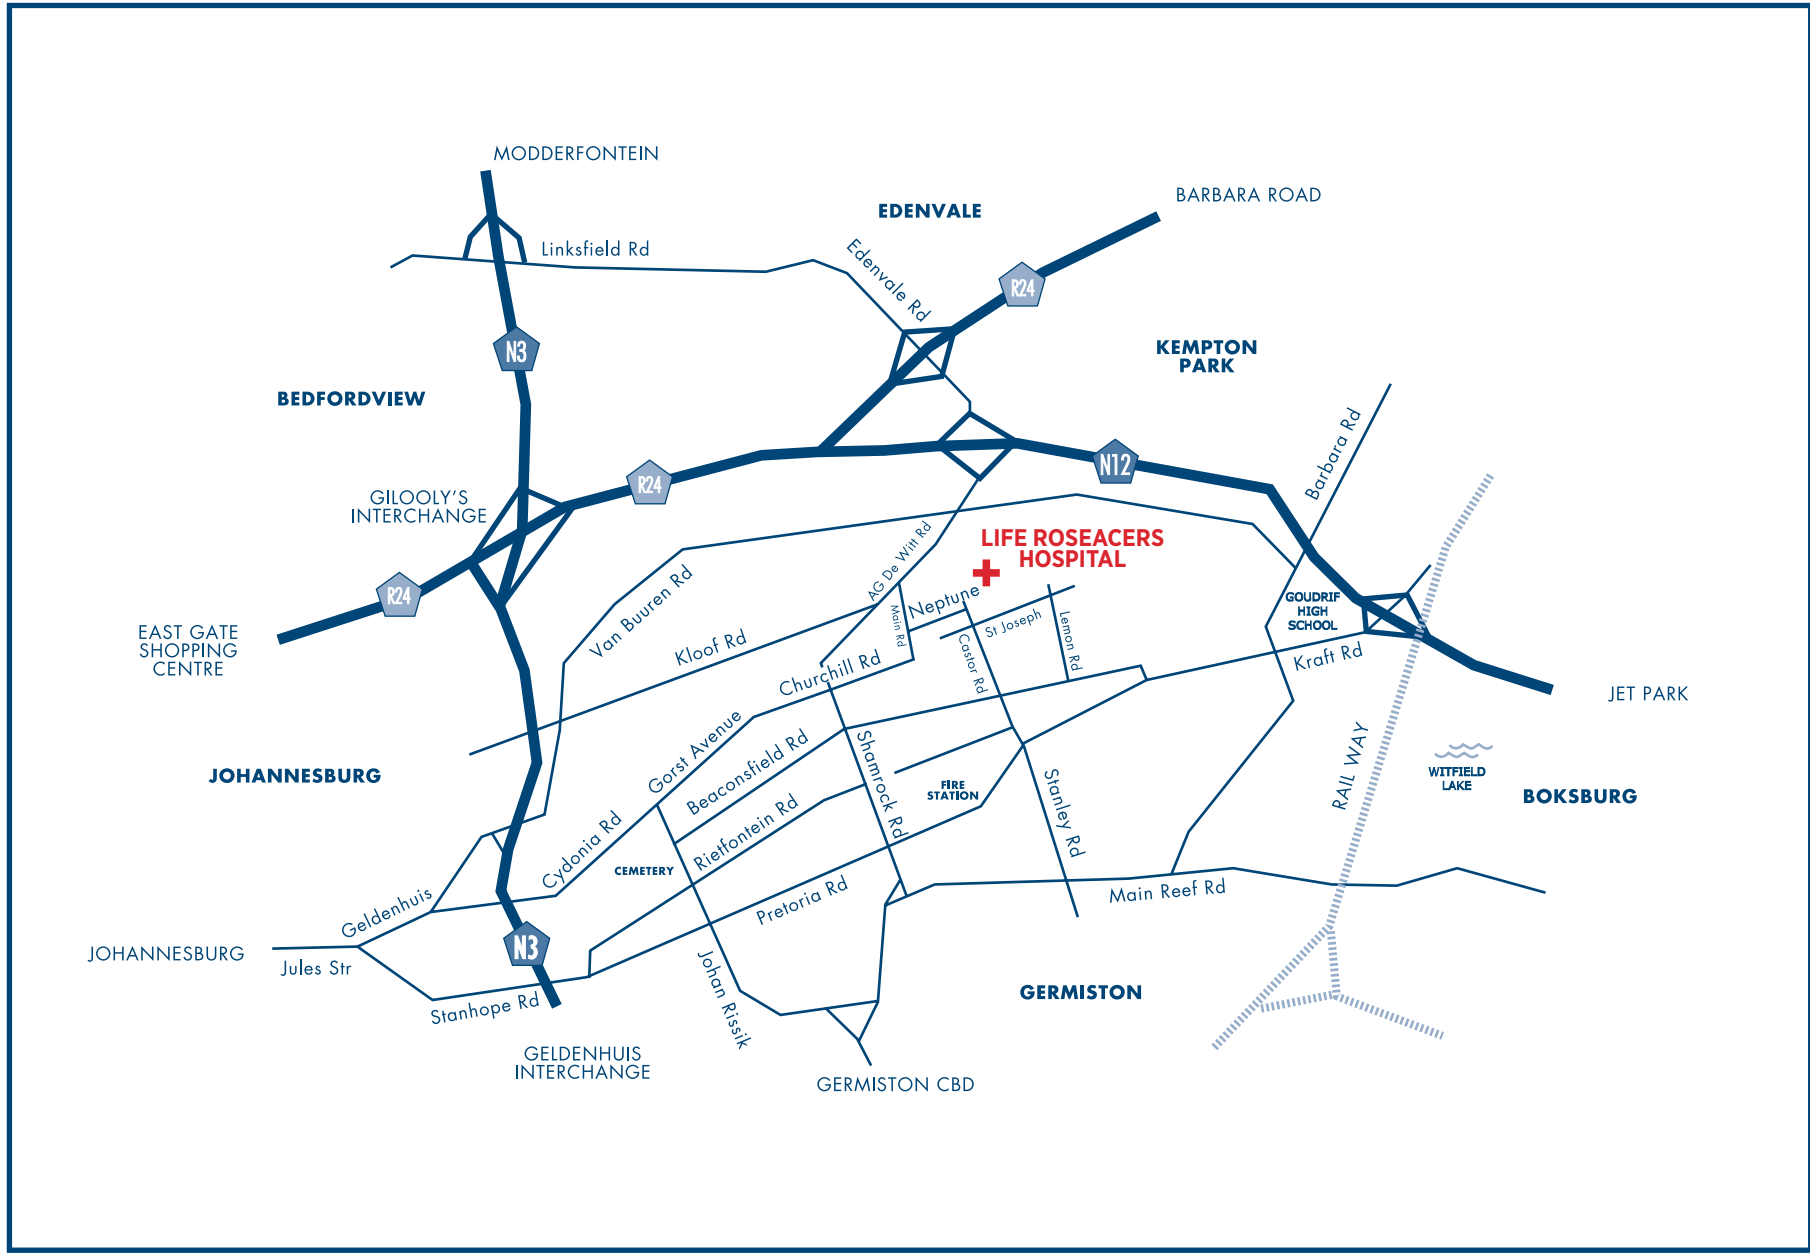 MODDERFONTEIN
BARBARA ROAD
EDENVALE
Linksfield Rd
Edenvale Rd
R24
N3
KEMPTON
PARK
BEDFORDVIEW
Barbara Rd
N12
R24
GILOOLY'S
INTERCHANGE
AG De Witt Rd
LIFE ROSEACERS
HOSPITAL
R24
Van Buuren Rd
Neptune
Main Rd
St Joseph
Lemon Rd
Castor Rd
GOUDRIF
HIGH
SCHOOL
EAST GATE
SHOPPING
CENTRE
Kloof Rd
Churchill Rd
Kraft Rd
JET PARK
Gorst Avenue
Beaconsfield Rd
Shamrock Rd
RAIL WAY
JOHANNESBURG
WITFIELD
LAKE
BOKSBURG
FIRE
STATION
Stanley Rd
Cydonia Rd
Rietfontein Rd
CEMETERY
Pretoria Rd
Main Reef Rd
Geldenhuis
JOHANNESBURG
Jules Str
N3
Stanhope Rd
Johan Rissik
GERMISTON
GELDENHUIS
INTERCHANGE
GERMISTON CBD